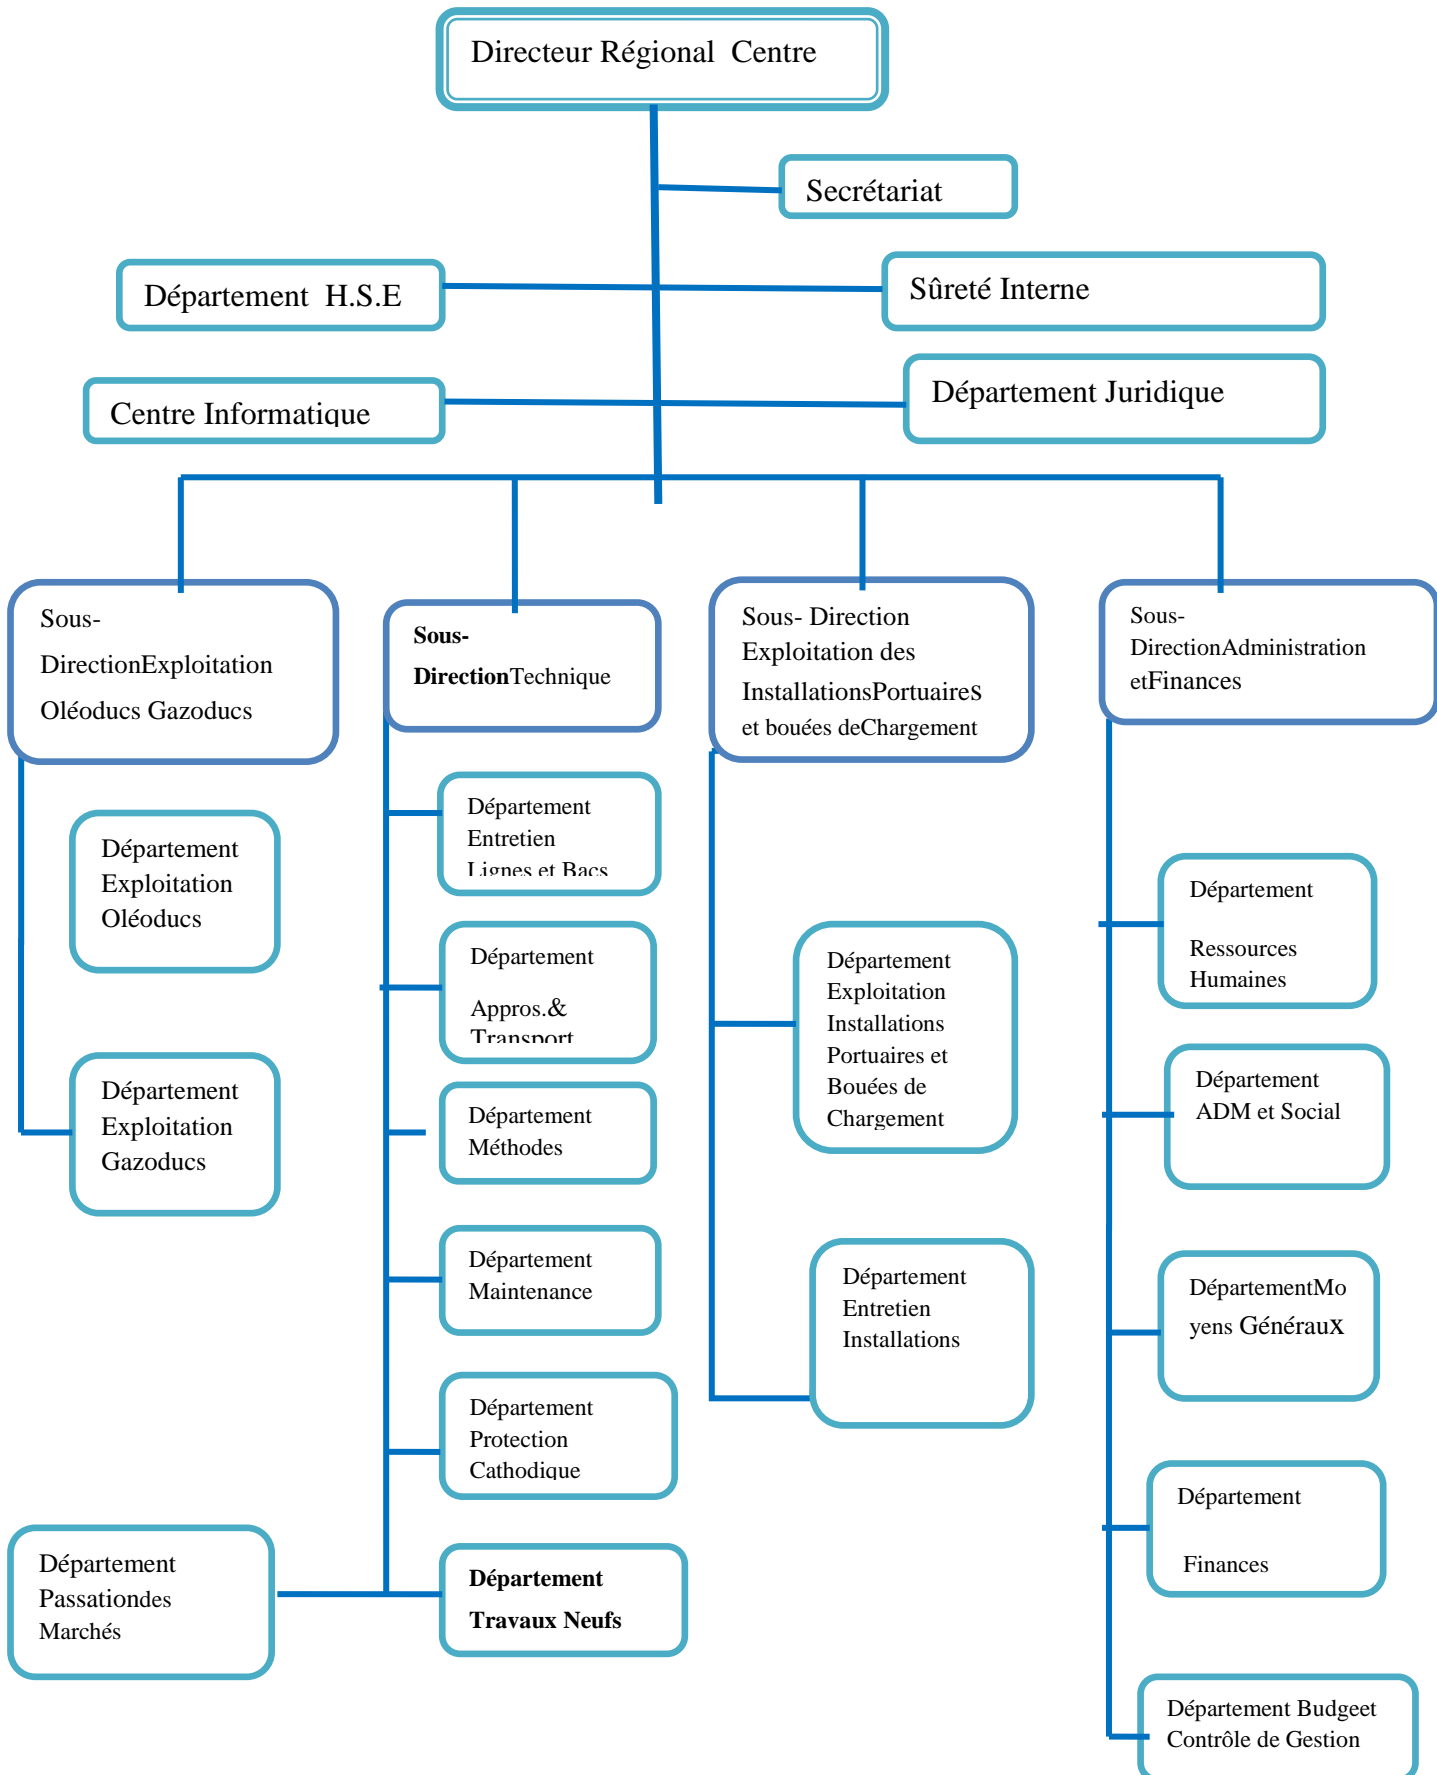 Directeur Régional  Centre
Secrétariat
Département  H.S.E
Sûreté Interne
Centre Informatique
Département Juridique
Sous-
DirectionExploitation
Oléoducs Gazoducs
Département
Exploitation
Oléoducs
Département
Exploitation
Gazoducs
Sous-
DirectionTechnique
Département
Entretien
Lignes et Bacs
Département
Appros.&
Transport
Département
Méthodes
Département
Maintenance
Département
Protection
Cathodique
Département
Passationdes
Marchés
Département
Travaux Neufs
Sous- Direction
Exploitation des
InstallationsPortuaires
et bouées deChargement
Département
Exploitation
Installations
Portuaires et
Bouées de
Chargement
Département
Entretien
Installations
Sous-
DirectionAdministration
etFinances
Département
Ressources
Humaines
Département
ADM et Social
DépartementMo
yens Généraux
Département
Finances
Département Budgeet
Contrôle de Gestion